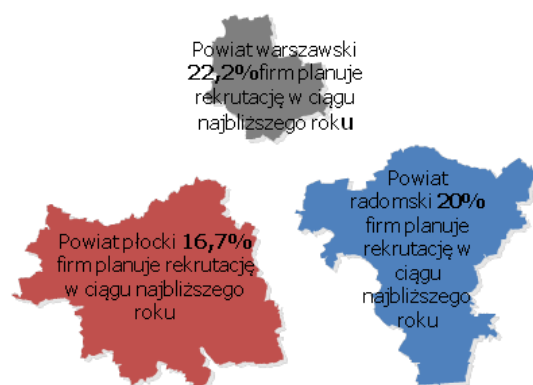 Powiat warszawski
22,2%firm planuje
rekrutację w ciągu
najbliższego roku
Powiat płocki 16,7%
firm planuje rekrutację
w ciągu najbliższego
roku
Powiat
radomski 20%
firm planuje
rekrutację w
ciągu
najbliższego
roku